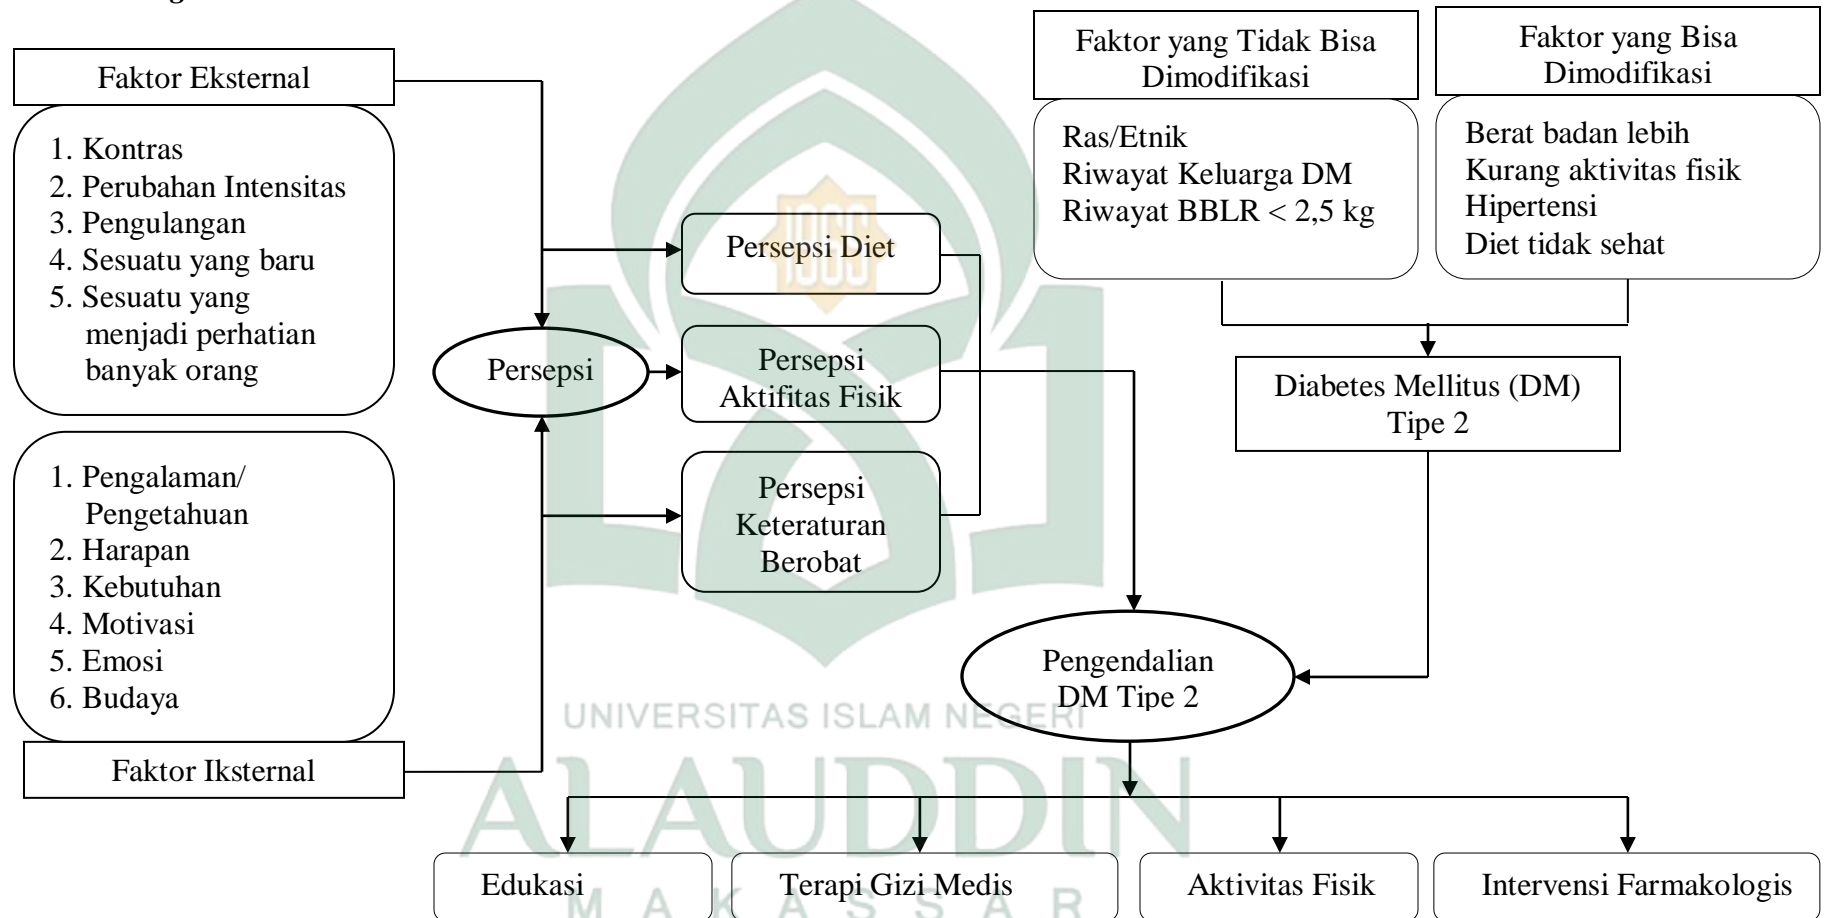 Faktor Eksternal
1. Kontras
2. Perubahan Intensitas
3. Pengulangan
4. Sesuatu yang baru
5. Sesuatu yang
menjadi perhatian
banyak orang
1. Pengalaman/
Pengetahuan
2. Harapan
3. Kebutuhan
4. Motivasi
5. Emosi
6. Budaya
Faktor Iksternal
Persepsi
Persepsi Diet
Persepsi
Aktifitas Fisik
Persepsi
Keteraturan
Berobat
Faktor yang Tidak Bisa
Dimodifikasi
Ras/Etnik
Riwayat Keluarga DM
Riwayat BBLR < 2,5 kg
Faktor yang Bisa
Dimodifikasi
Berat badan lebih
Kurang aktivitas fisik
Hipertensi
Diet tidak sehat
Diabetes Mellitus (DM)
Tipe 2
Pengendalian
DM Tipe 2
Edukasi
Terapi Gizi Medis
Aktivitas Fisik
Intervensi Farmakologis
UNIVERSITAS ISLAM NEGERI
ALAUDDIN
MAKASSAR